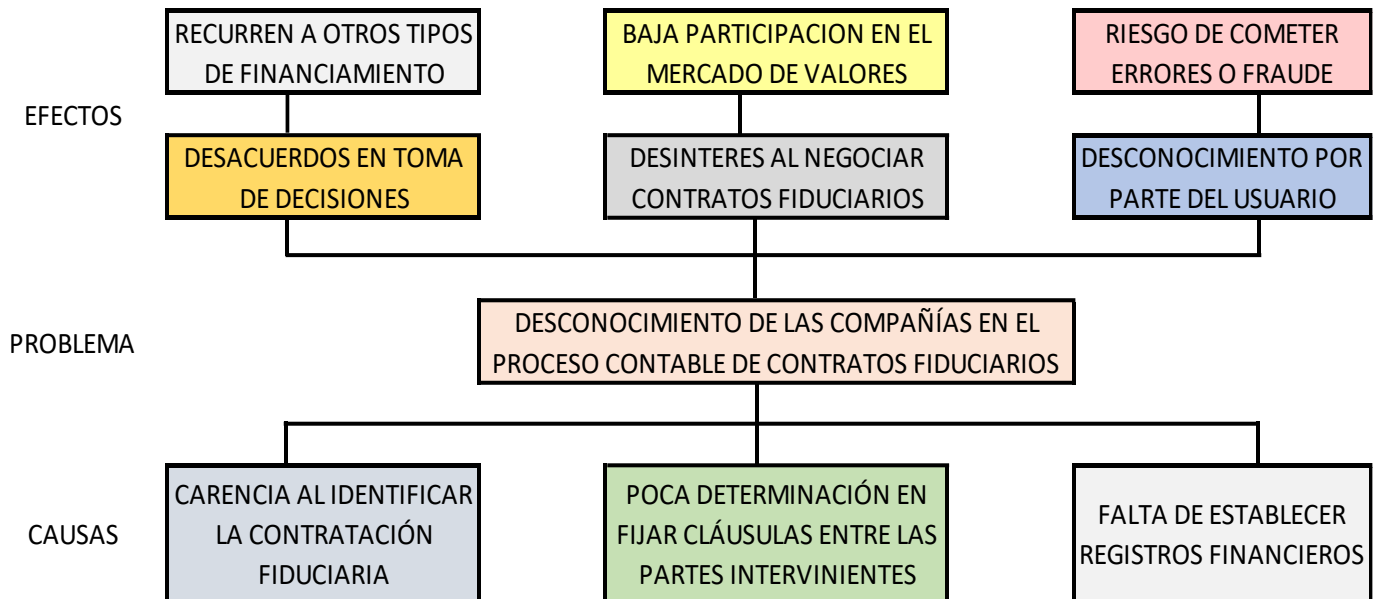 RECURREN A OTROS TIPOS
DE FINANCIAMIENTO
BAJA PARTICIPACION EN EL
MERCADO DE VALORES
RIESGO DE COMETER
ERRORES O FRAUDE
EFECTOS
DESACUERDOS EN TOMA
DE DECISIONES
DESINTERES AL NEGOCIAR
CONTRATOS FIDUCIARIOS
DESCONOCIMIENTO POR
PARTE DEL USUARIO
PROBLEMA
DESCONOCIMIENTO DE LAS COMPAÑÍAS EN EL
PROCESO CONTABLE DE CONTRATOS FIDUCIARIOS
CAUSAS
CARENCIA AL IDENTIFICAR
LA CONTRATACIÓN
FIDUCIARIA
POCA DETERMINACIÓN EN
FIJAR CLÁUSULAS ENTRE LAS
PARTES INTERVINIENTES
FALTA DE ESTABLECER
REGISTROS FINANCIEROS